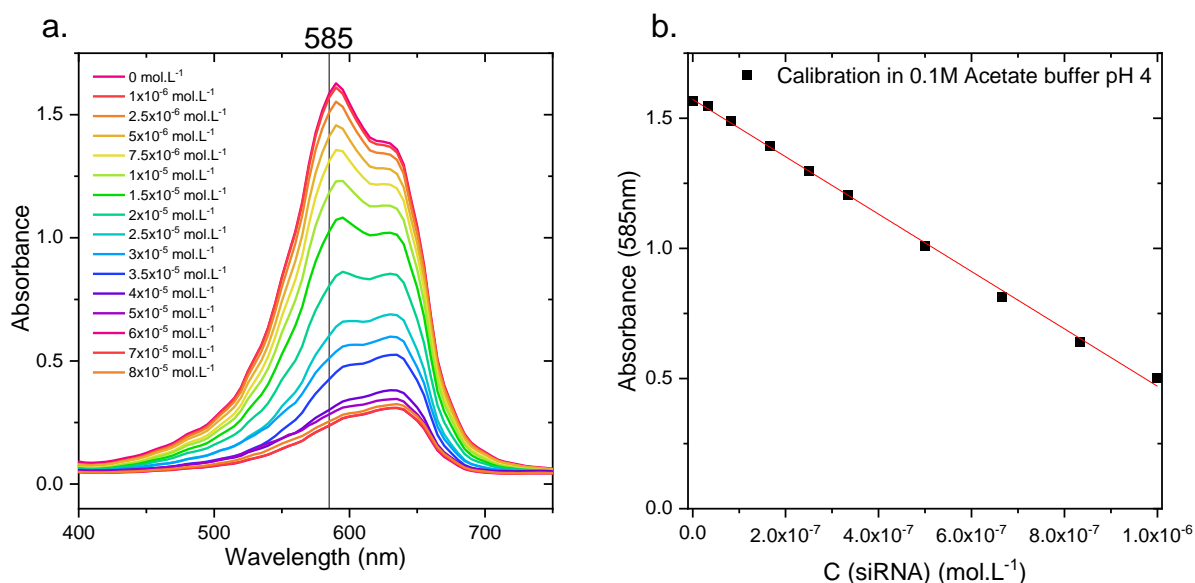 a.
585
0 mol.L⁻¹
1x10⁻⁶ mol.L⁻¹
2.5x10⁻⁶ mol.L⁻¹
5x10⁻⁶ mol.L⁻¹
7.5x10⁻⁶ mol.L⁻¹
1x10⁻⁵ mol.L⁻¹
1.5x10⁻⁵ mol.L⁻¹
2x10⁻⁵ mol.L⁻¹
2.5x10⁻⁵ mol.L⁻¹
3x10⁻⁵ mol.L⁻¹
3.5x10⁻⁵ mol.L⁻¹
4x10⁻⁵ mol.L⁻¹
5x10⁻⁵ mol.L⁻¹
6x10⁻⁵ mol.L⁻¹
7x10⁻⁵ mol.L⁻¹
8x10⁻⁵ mol.L⁻¹
Absorbance
1.5
1.0
0.5
0.0
400 500 600 700
Wavelength (nm)
b.
Calibration in 0.1M Acetate buffer pH 4
Absorbance (585nm)
1.5
1.0
0.5
0.0
0.0 2.0x10⁻⁷ 4.0x10⁻⁷ 6.0x10⁻⁷ 8.0x10⁻⁷ 1.0x10⁻⁶
C (siRNA) (mol.L⁻¹)